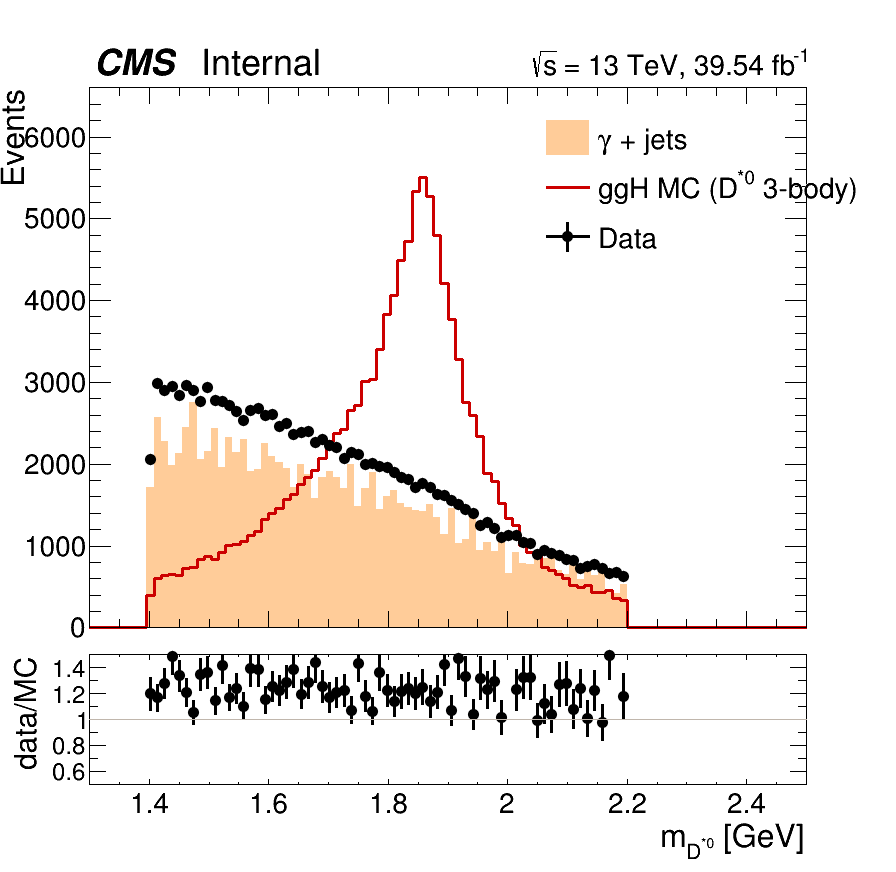 CMS Internal √s = 13 TeV, 39.54 fb⁻¹
Events
γ + jets
ggH MC (D*⁰ 3-body)
Data
6000
5000
4000
3000
2000
1000
0
data/MC
1.4
1.2
1
0.8
0.6
1.4 1.6 1.8 2 2.2 2.4
m_D*⁰ [GeV]